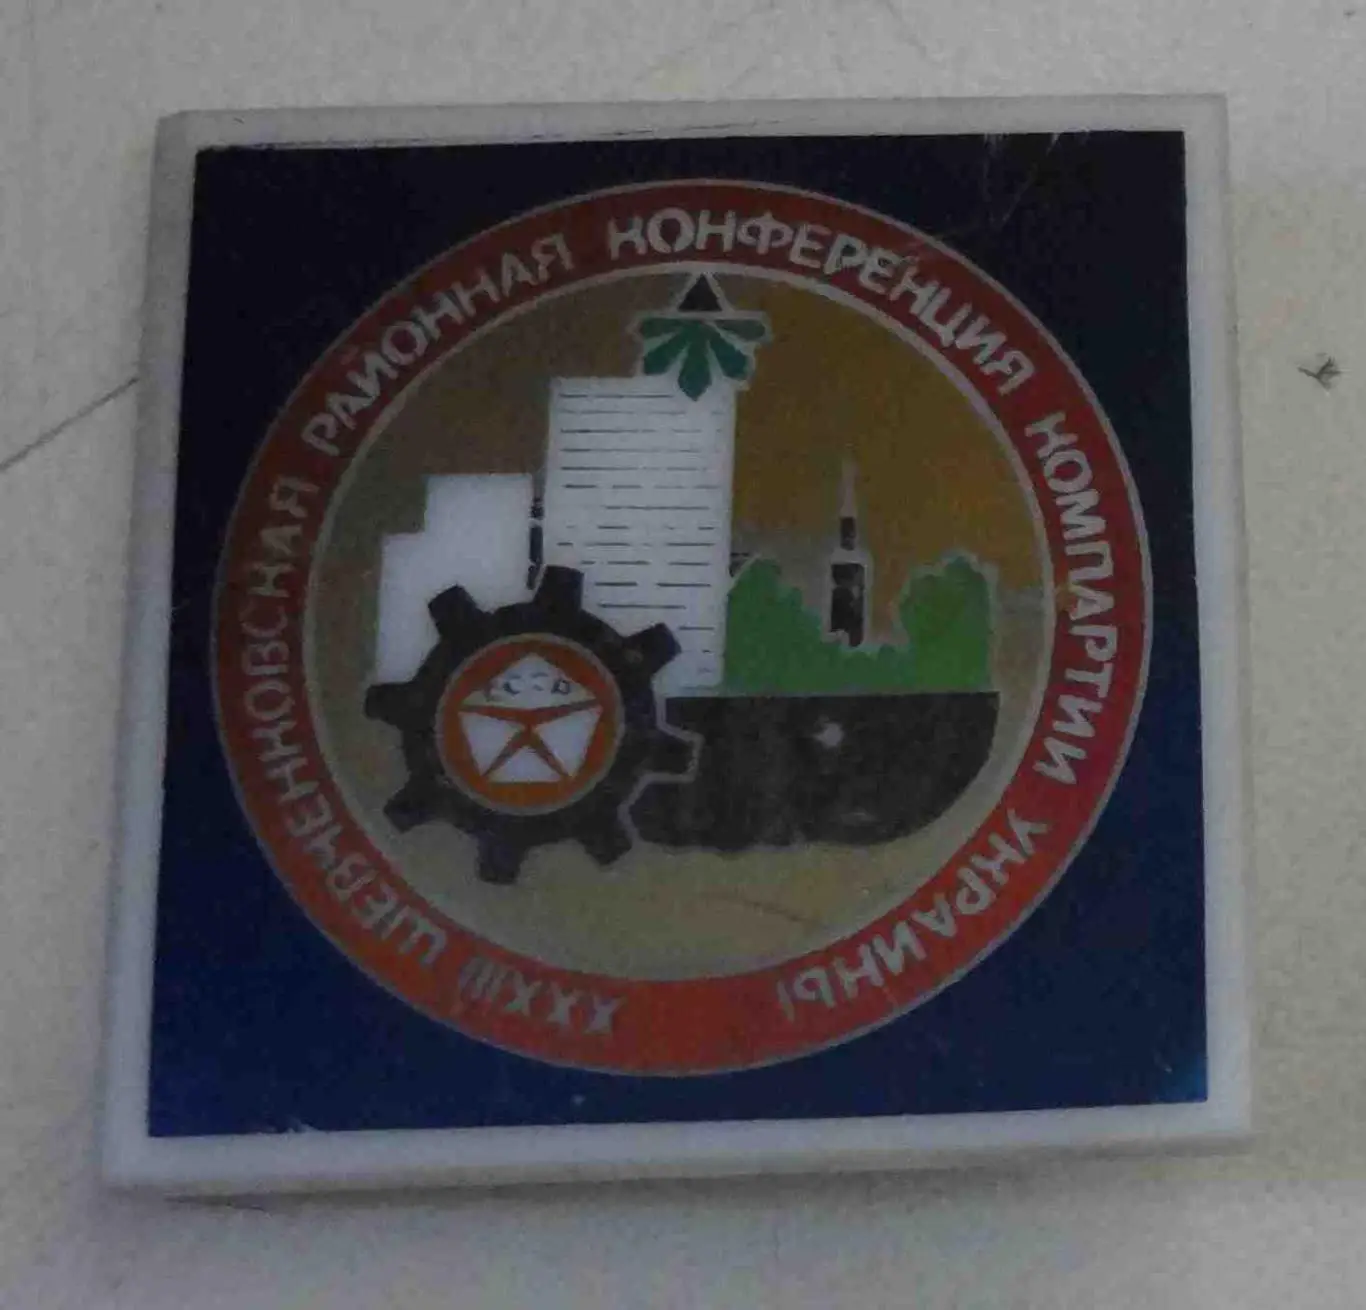 XXXIII ШЕВЧЕНКОВСКАЯ РАЙОННАЯ КОНФЕРЕНЦИЯ КОМПАРТИИ УКРАИНЫ